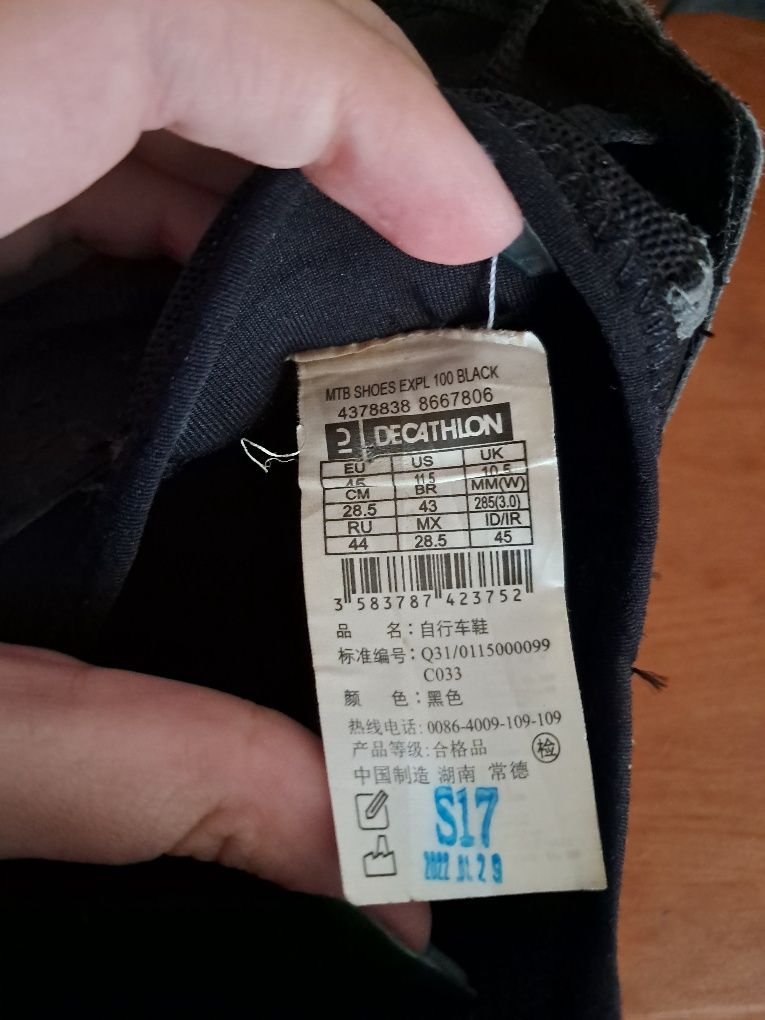 MTB SHOES EXPL 100 BLACK
4378838 8667806
DECATHLON
EU US UK
45 11.5 10.5
CM BR MM(W)
28.5 43 285(3.0)
RU MX ID/IR
44 28.5 45
3 583787 423752
品 名：自行车鞋
标准编号：Q31/0115000099
C033
颜 色：黑色
热线电话：0086-4009-109-109
产品等级：合格品 检
中国制造 湖南 常德
S17
2022.01.29